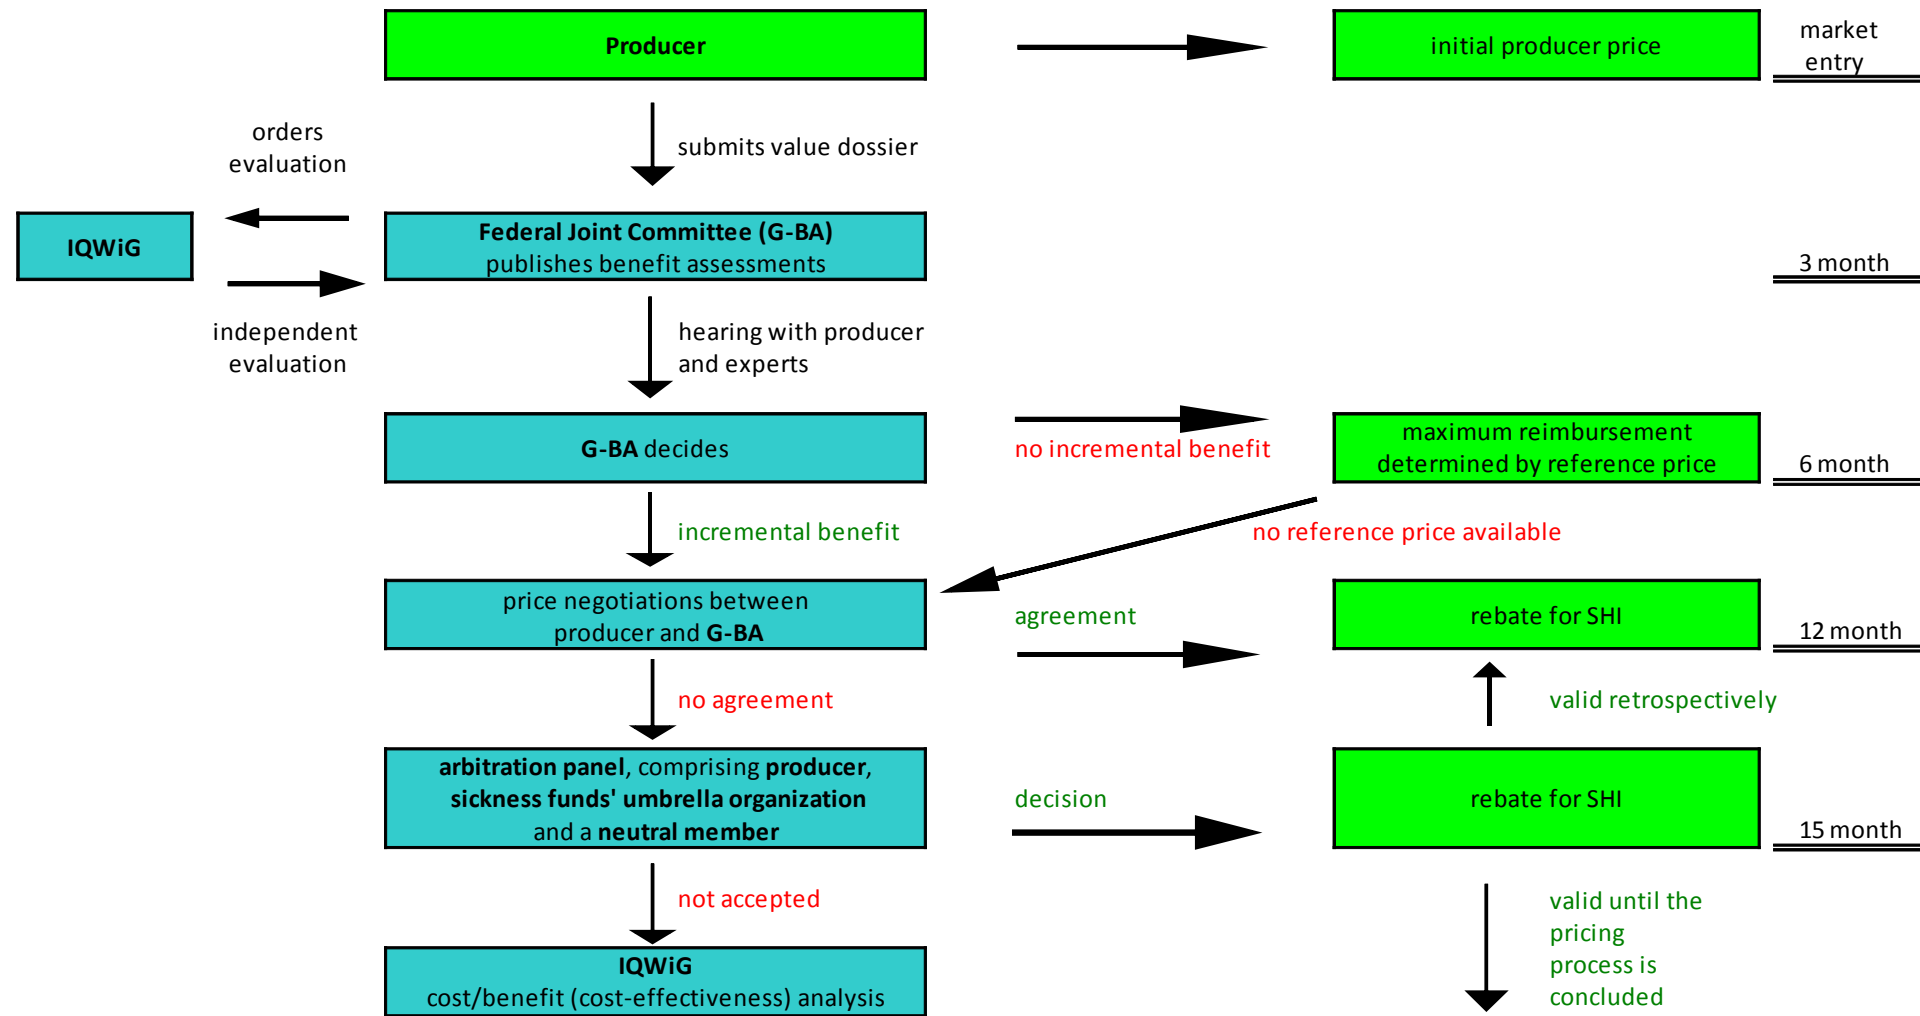 Producer
initial producer price
market
entry
orders
evaluation
submits value dossier
IQWiG
Federal Joint Committee (G-BA)
publishes benefit assessments
3 month
independent
evaluation
hearing with producer
and experts
G-BA decides
no incremental benefit
maximum reimbursement
determined by reference price
6 month
incremental benefit
no reference price available
price negotiations between
producer and G-BA
agreement
rebate for SHI
12 month
no agreement
valid retrospectively
arbitration panel, comprising producer,
sickness funds' umbrella organization
and a neutral member
decision
rebate for SHI
15 month
not accepted
valid until the
pricing
process is
concluded
IQWiG
cost/benefit (cost-effectiveness) analysis